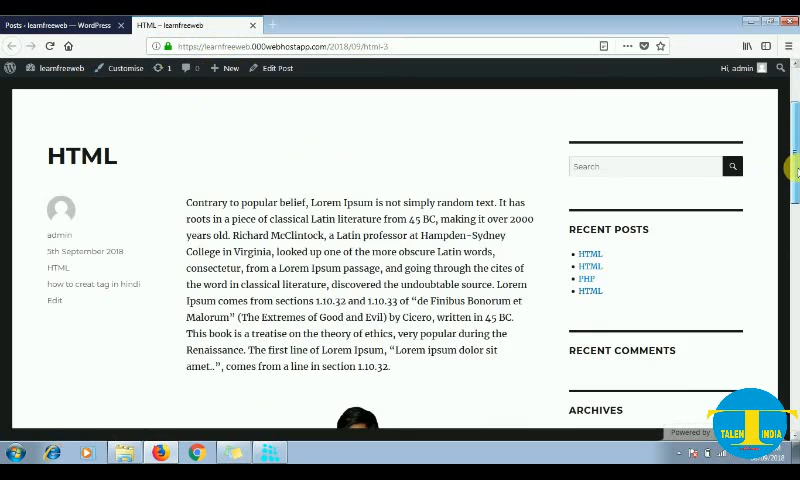 Posts ‹ learnfreeweb — WordPress
HTML – learnfreeweb
https://learnfreeweb.000webhostapp.com/2018/09/html-3
learnfreeweb
Customise
1
0
New
Edit Post
Hi, admin
HTML
admin
5th September 2018
HTML
how to creat tag in hindi
Edit
Contrary to popular belief, Lorem Ipsum is not simply random text. It has
roots in a piece of classical Latin literature from 45 BC, making it over 2000
years old. Richard McClintock, a Latin professor at Hampden-Sydney
College in Virginia, looked up one of the more obscure Latin words,
consectetur, from a Lorem Ipsum passage, and going through the cites of
the word in classical literature, discovered the undoubtable source. Lorem
Ipsum comes from sections 1.10.32 and 1.10.33 of “de Finibus Bonorum et
Malorum” (The Extremes of Good and Evil) by Cicero, written in 45 BC.
This book is a treatise on the theory of ethics, very popular during the
Renaissance. The first line of Lorem Ipsum, “Lorem ipsum dolor sit
amet..”, comes from a line in section 1.10.32.
Search...
RECENT POSTS
HTML
HTML
PHP
HTML
RECENT COMMENTS
ARCHIVES
Powered by
TALENT INDIA